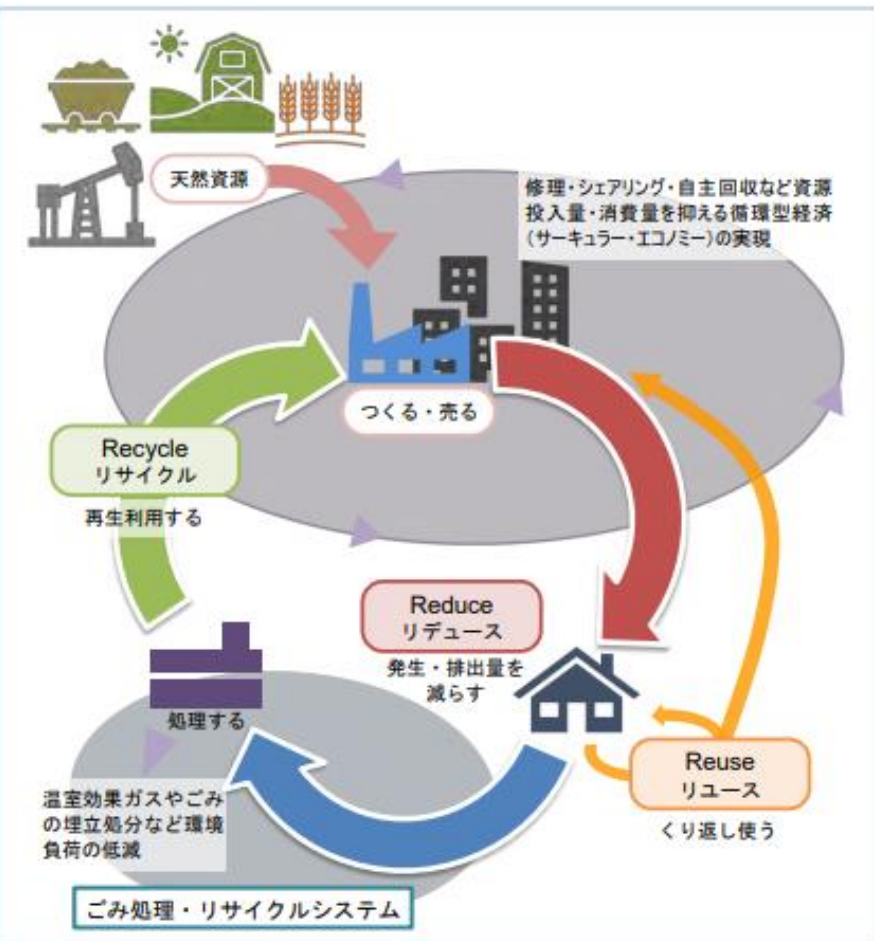 天然資源
修理・シェアリング・自主回収など資源
投入量・消費量を抑える循環型経済
（サーキュラー・エコノミー）の実現
つくる・売る
Recycle
リサイクル
再生利用する
Reduce
リデュース
発生・排出量を
減らす
処理する
Reuse
リユース
くり返し使う
温室効果ガスやごみ
の埋立処分など環境
負荷の低減
ごみ処理・リサイクルシステム